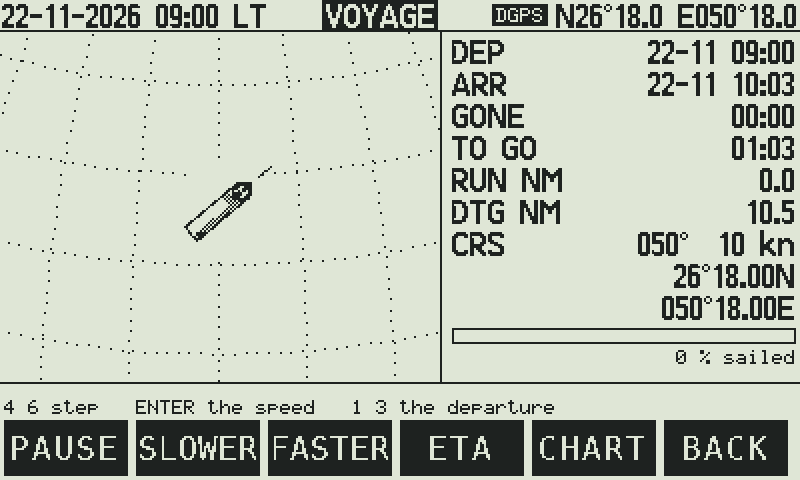 22-11-2026 09:00 LT VOYAGE DGPS N26°18.0 E050°18.0
DEP 22-11 09:00
ARR 22-11 10:03
GONE 00:00
TO GO 01:03
RUN NM 0.0
DTG NM 10.5
CRS 050° 10 kn
26°18.00N
050°18.00E
0 % sailed
4 6 step ENTER the speed 1 3 the departure
PAUSE SLOWER FASTER ETA CHART BACK